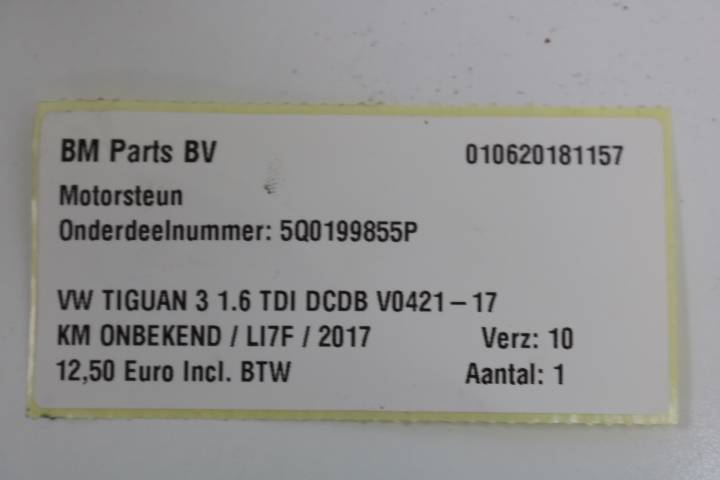 BM Parts BV 010620181157
Motorsteun
Onderdeelnummer: 5Q0199855P
VW TIGUAN 3 1.6 TDI DCDB V0421-17
KM ONBEKEND / LI7F / 2017 Verz: 10
12,50 Euro Incl. BTW Aantal: 1